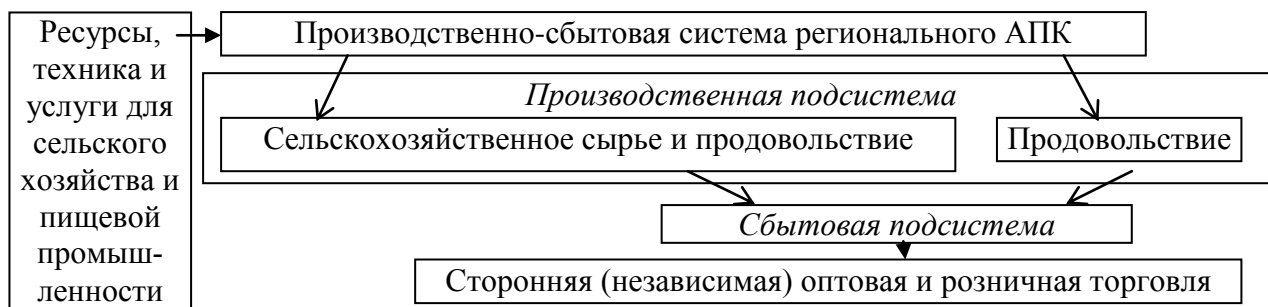 Ресурсы,
техника и
услуги для
сельского
хозяйства и
пищевой
промыш-
ленности
Производственно-сбытовая система регионального АПК
Производственная подсистема
Сельскохозяйственное сырье и продовольствие
Продовольствие
Сбытовая подсистема
Сторонняя (независимая) оптовая и розничная торговля